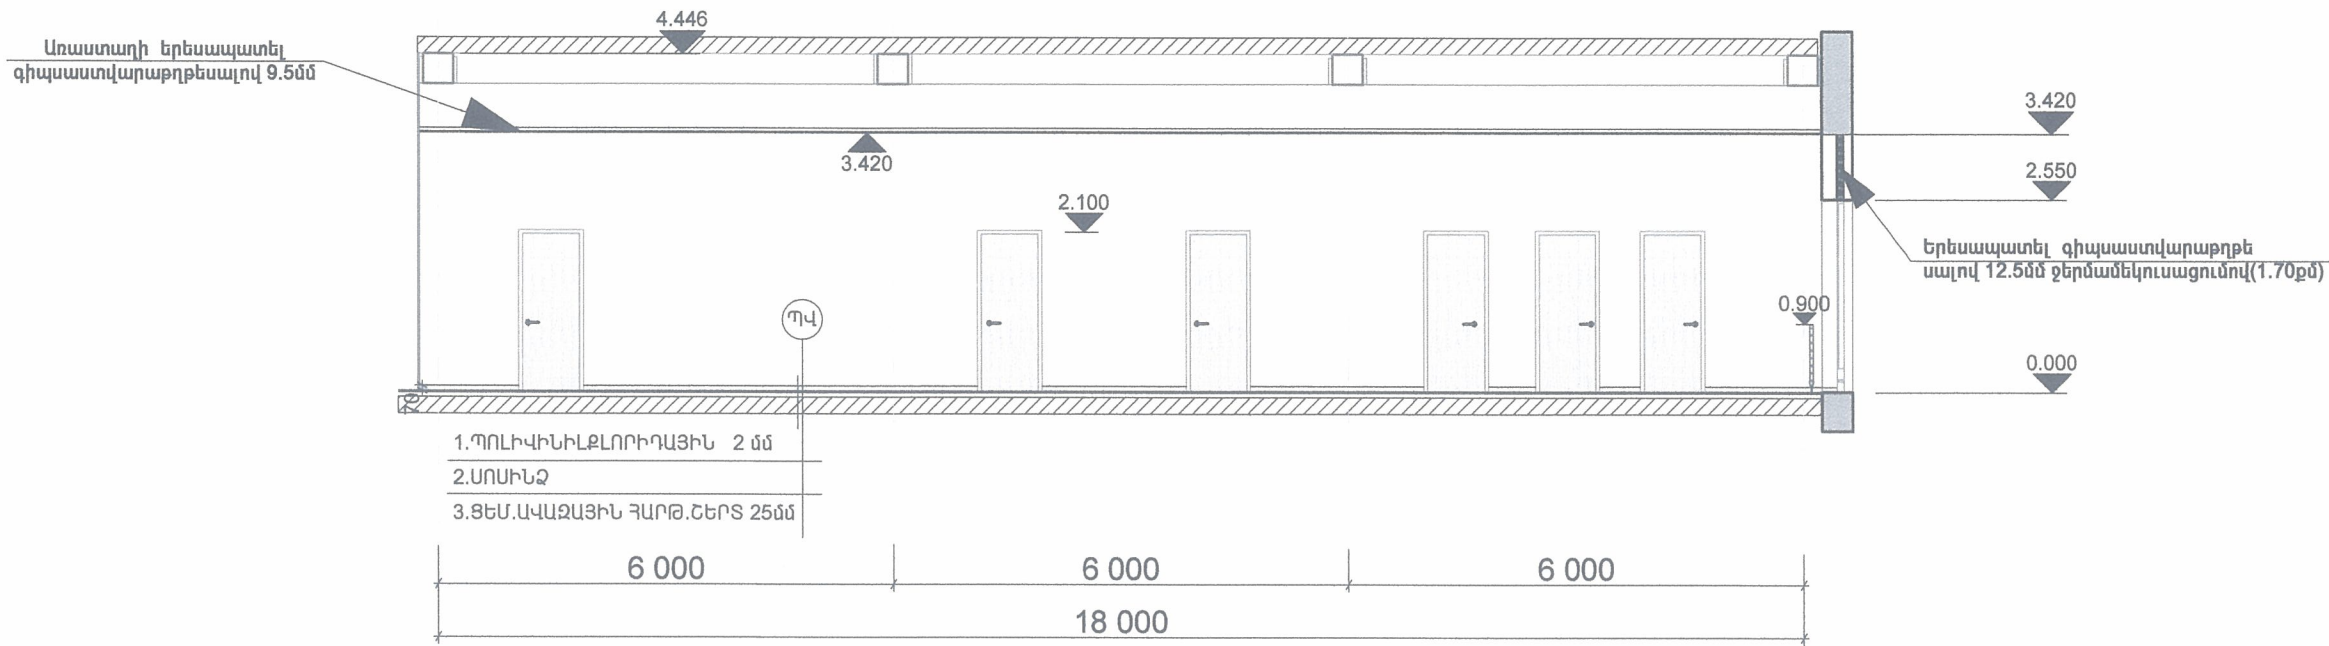 4.446
Առաստաղի երեսապատել
գիպսաստվարաթղթեսալով 9.5մմ
3.420
3.420
2.550
2.100
Երեսապատել գիպսաստվարաթղթե
սալով 12.5մմ ջերմամեկուսացումով(1.70քմ)
ՊՎ
0.900
0.000
70
1.ՊՈԼԻՎԻՆԻԼՔԼՈՐԻԴԱՅԻՆ 2 մմ
2.ՍՈՍԻՆՁ
3.ՑԵՄ.ԱՎԱԶԱՅԻՆ ՀԱՐԹ.ՇԵՐՏ 25մմ
6 000 6 000 6 000
18 000